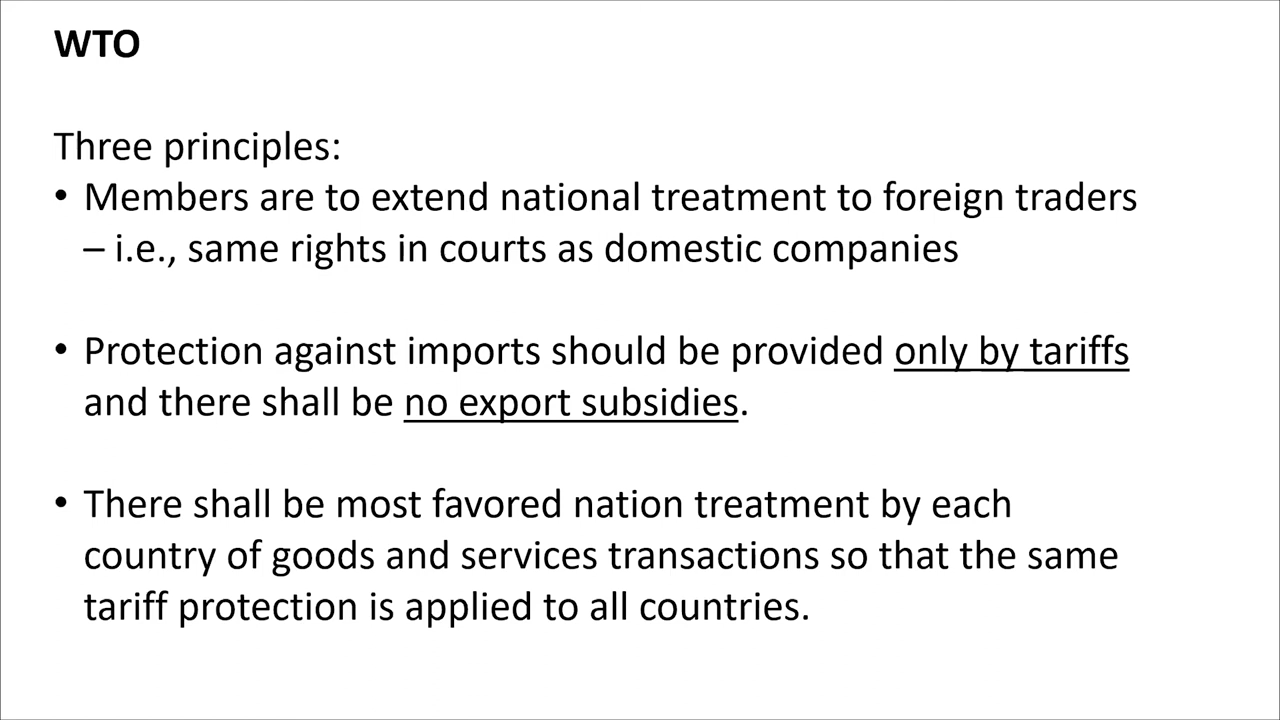 WTO
Three principles:
• Members are to extend national treatment to foreign traders
– i.e., same rights in courts as domestic companies
• Protection against imports should be provided only by tariffs
and there shall be no export subsidies.
• There shall be most favored nation treatment by each
country of goods and services transactions so that the same
tariff protection is applied to all countries.